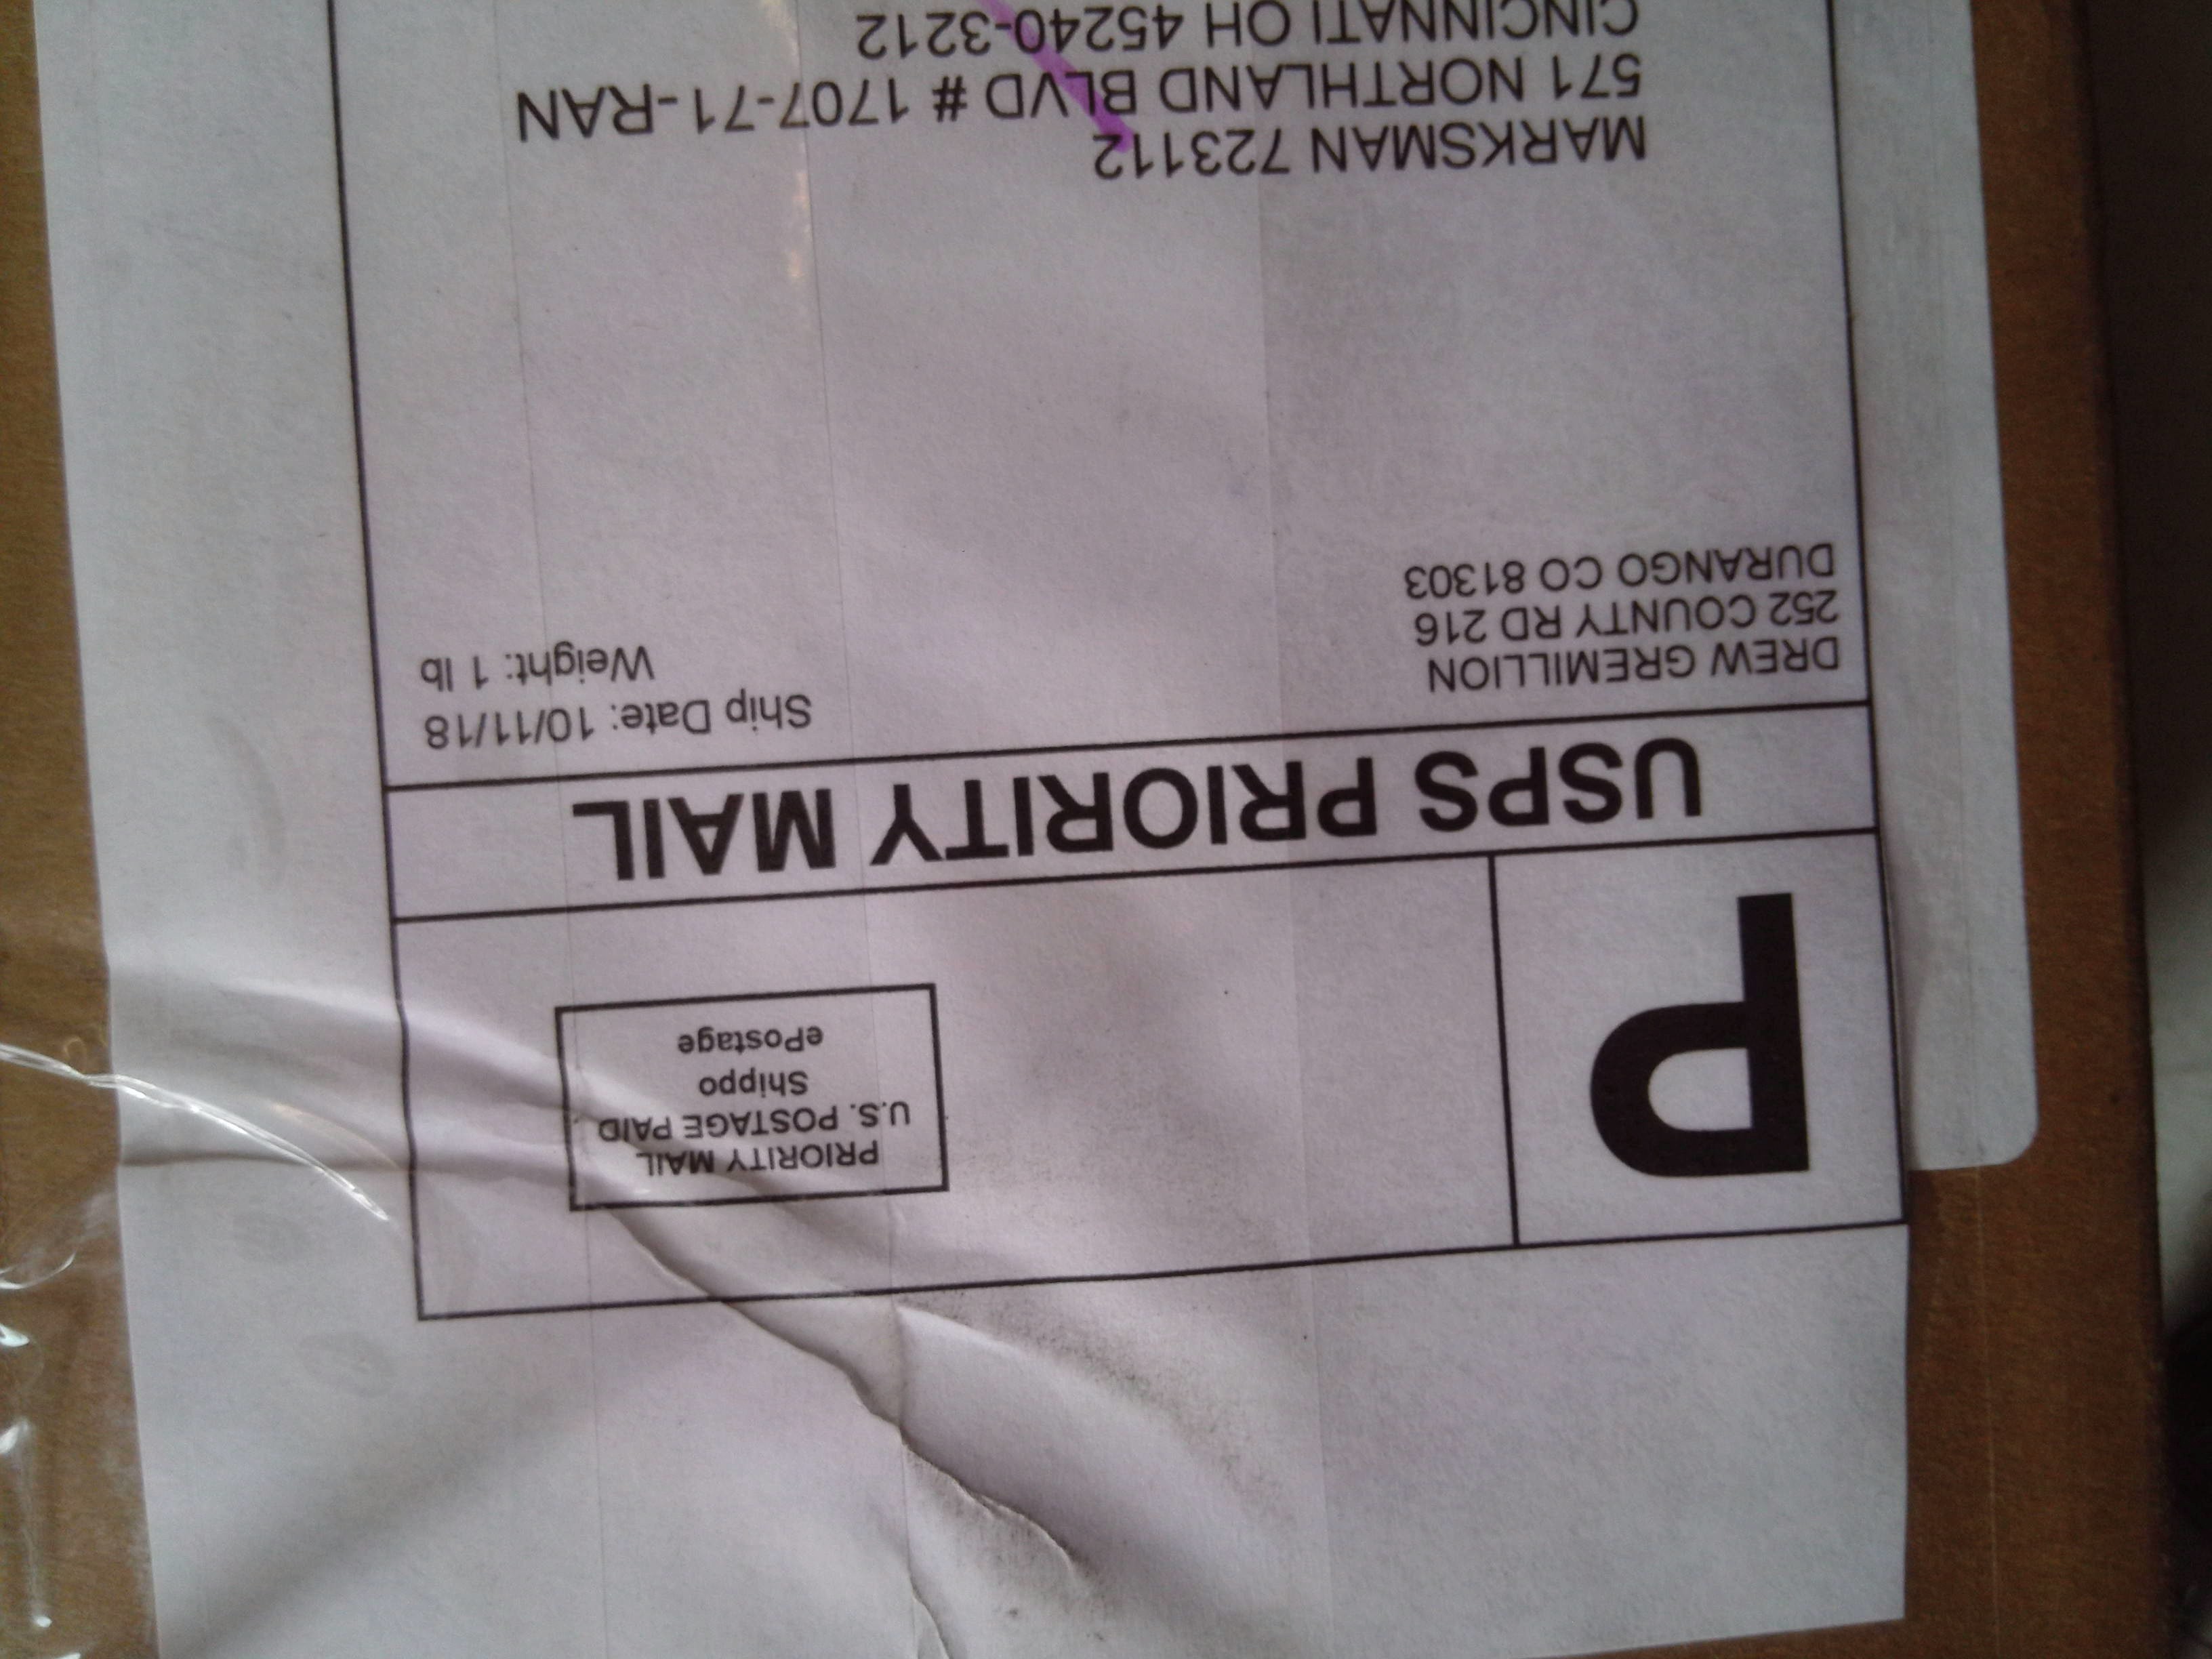 P
PRIORITY MAIL
U.S. POSTAGE PAID
Shippo
ePostage
USPS PRIORITY MAIL
DREW GREMILLION
252 COUNTY RD 216
DURANGO CO 81303
Ship Date: 10/11/18
Weight: 1 lb
MARKSMAN 723112
571 NORTHLAND BLVD # 1707-71-RAN
CINCINNATI OH 45240-3212